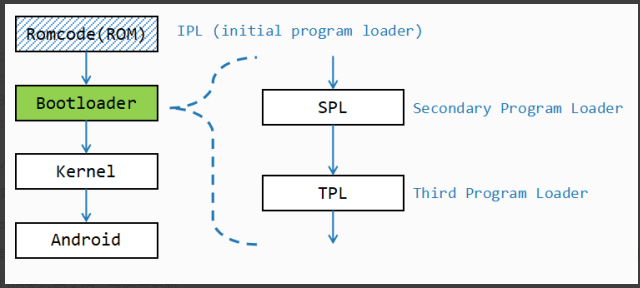 Romcode(ROM) IPL (initial program loader)
Bootloader
SPL Secondary Program Loader
Kernel
TPL Third Program Loader
Android